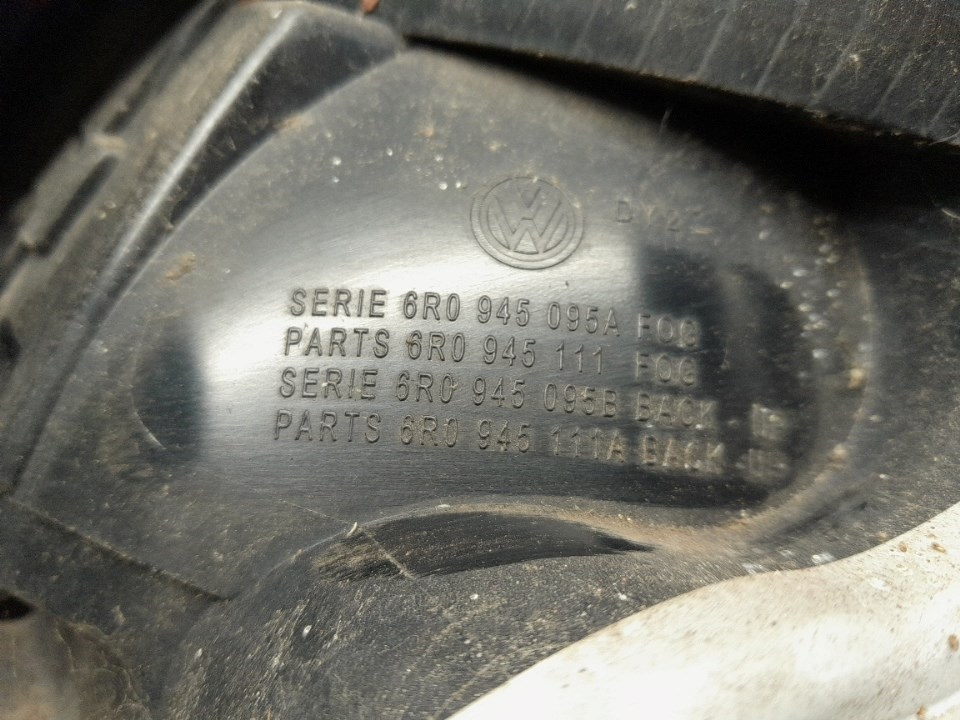 SERIE 6R0 945 095A FOG
PARTS 6R0 945 111 FOG
SERIE 6R0 945 095B BACK
PARTS 6R0 945 111A BACK